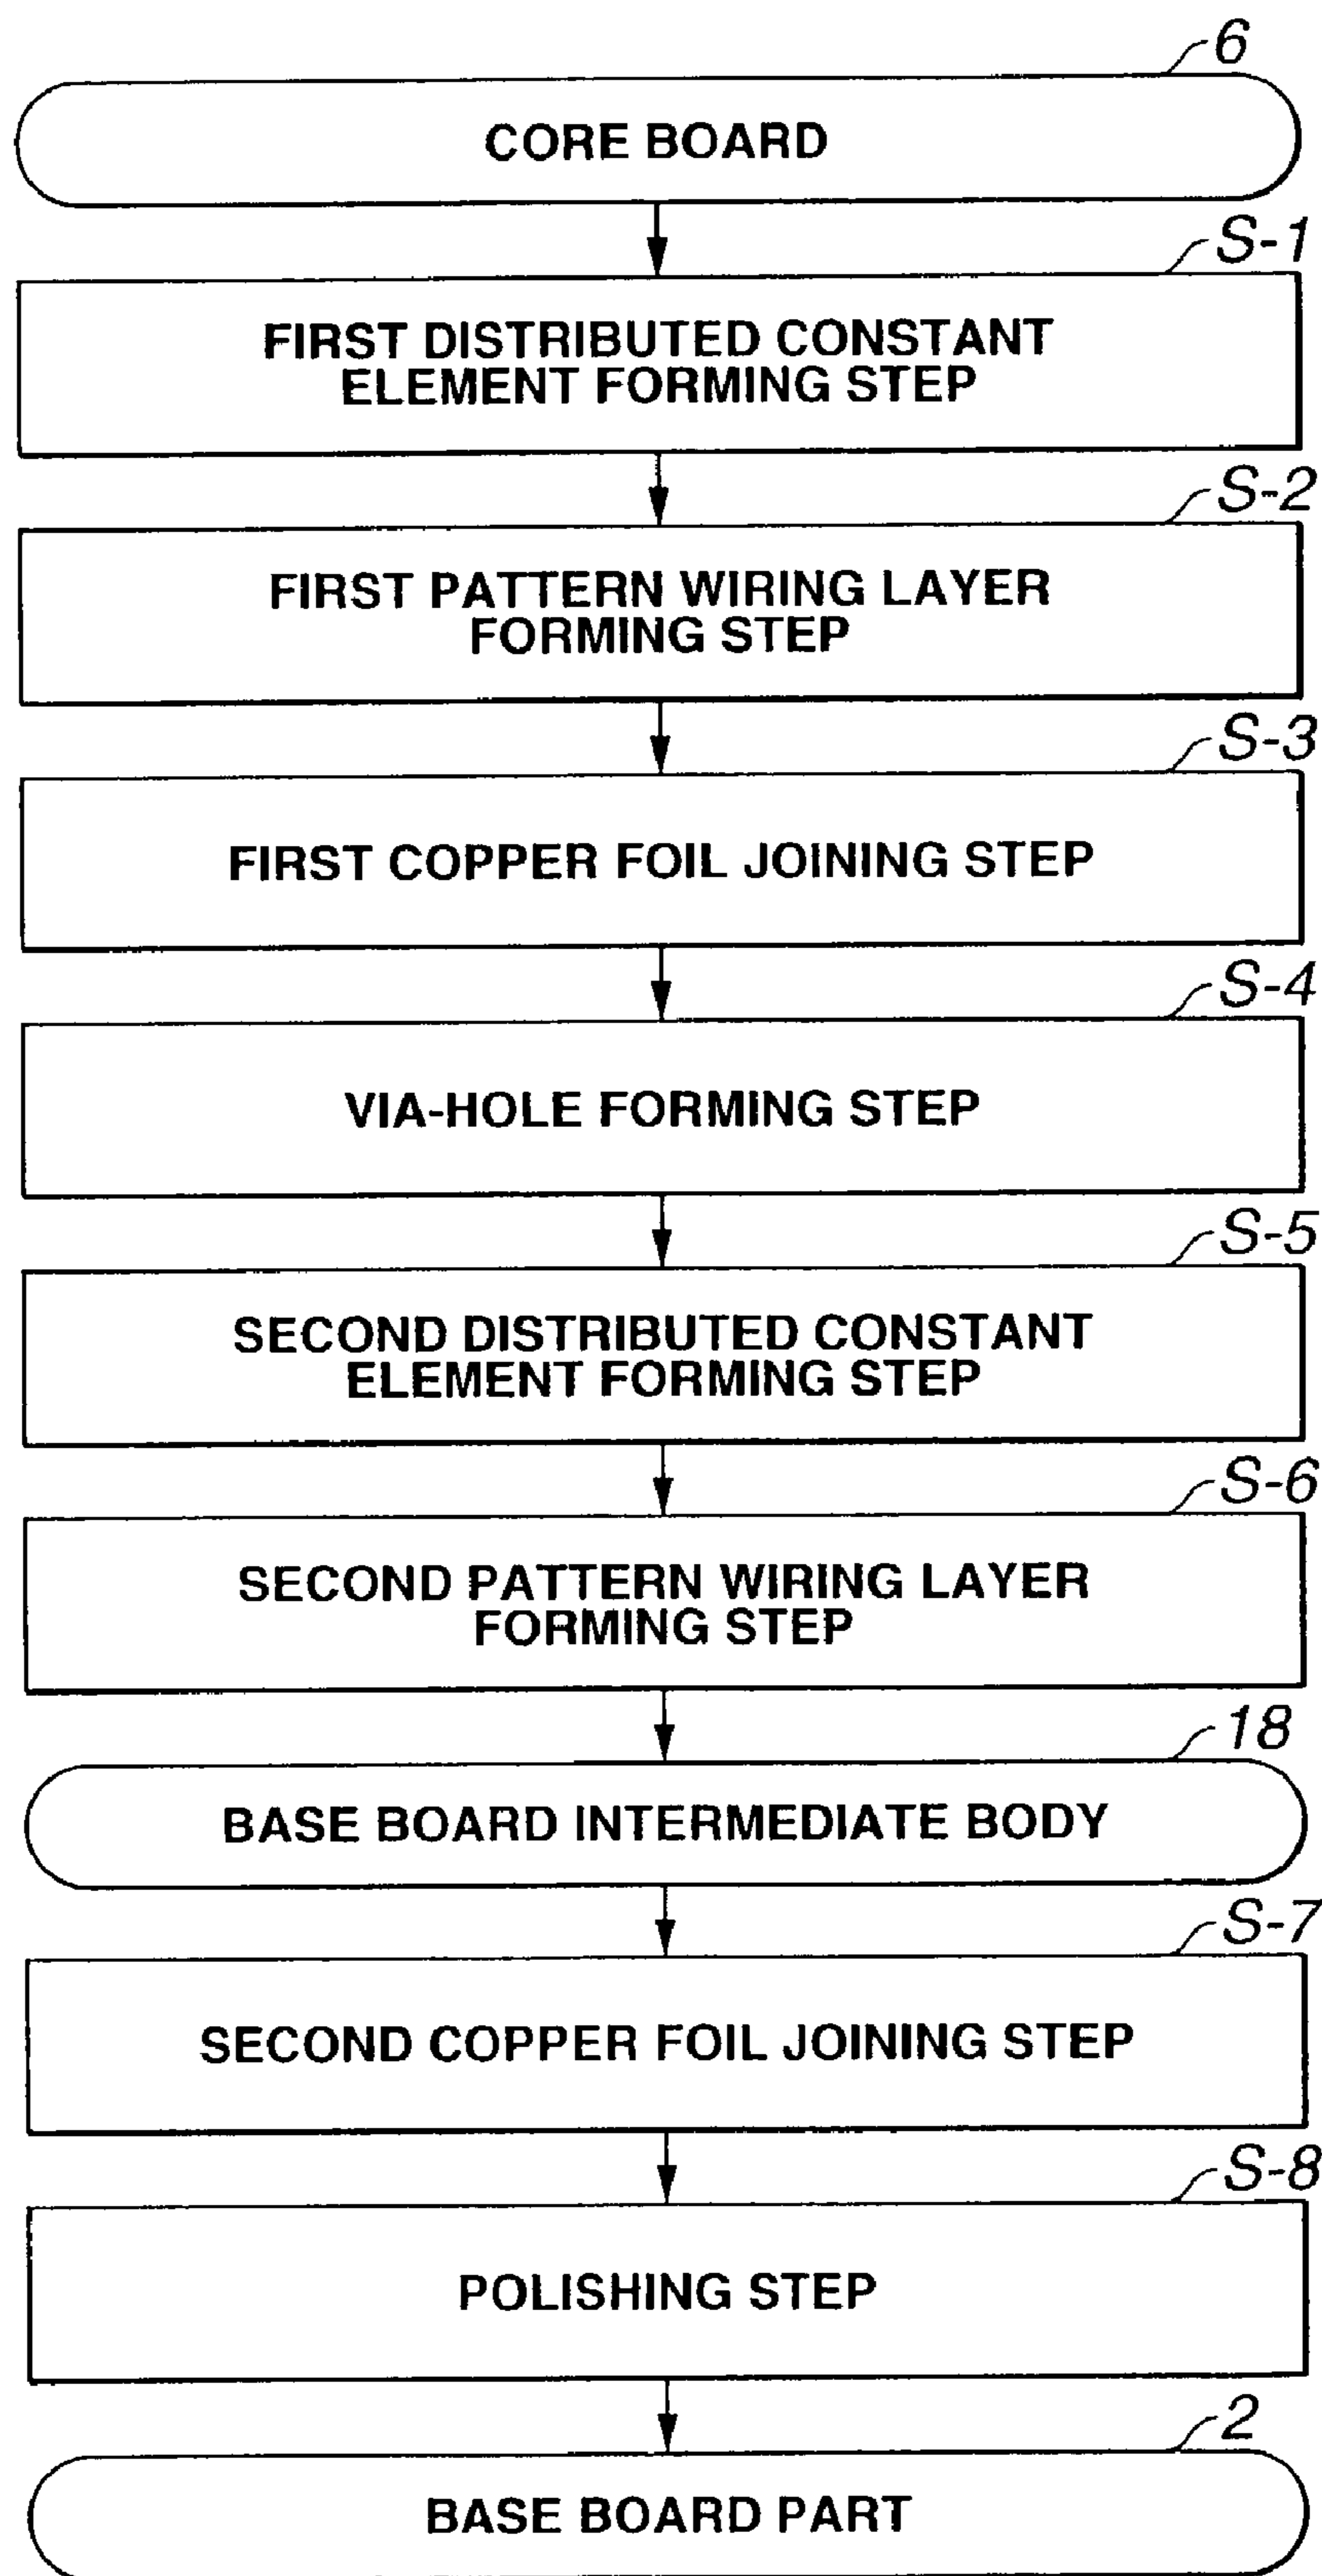 6
CORE BOARD
S-1
FIRST DISTRIBUTED CONSTANT
ELEMENT FORMING STEP
S-2
FIRST PATTERN WIRING LAYER
FORMING STEP
S-3
FIRST COPPER FOIL JOINING STEP
S-4
VIA-HOLE FORMING STEP
S-5
SECOND DISTRIBUTED CONSTANT
ELEMENT FORMING STEP
S-6
SECOND PATTERN WIRING LAYER
FORMING STEP
18
BASE BOARD INTERMEDIATE BODY
S-7
SECOND COPPER FOIL JOINING STEP
S-8
POLISHING STEP
2
BASE BOARD PART